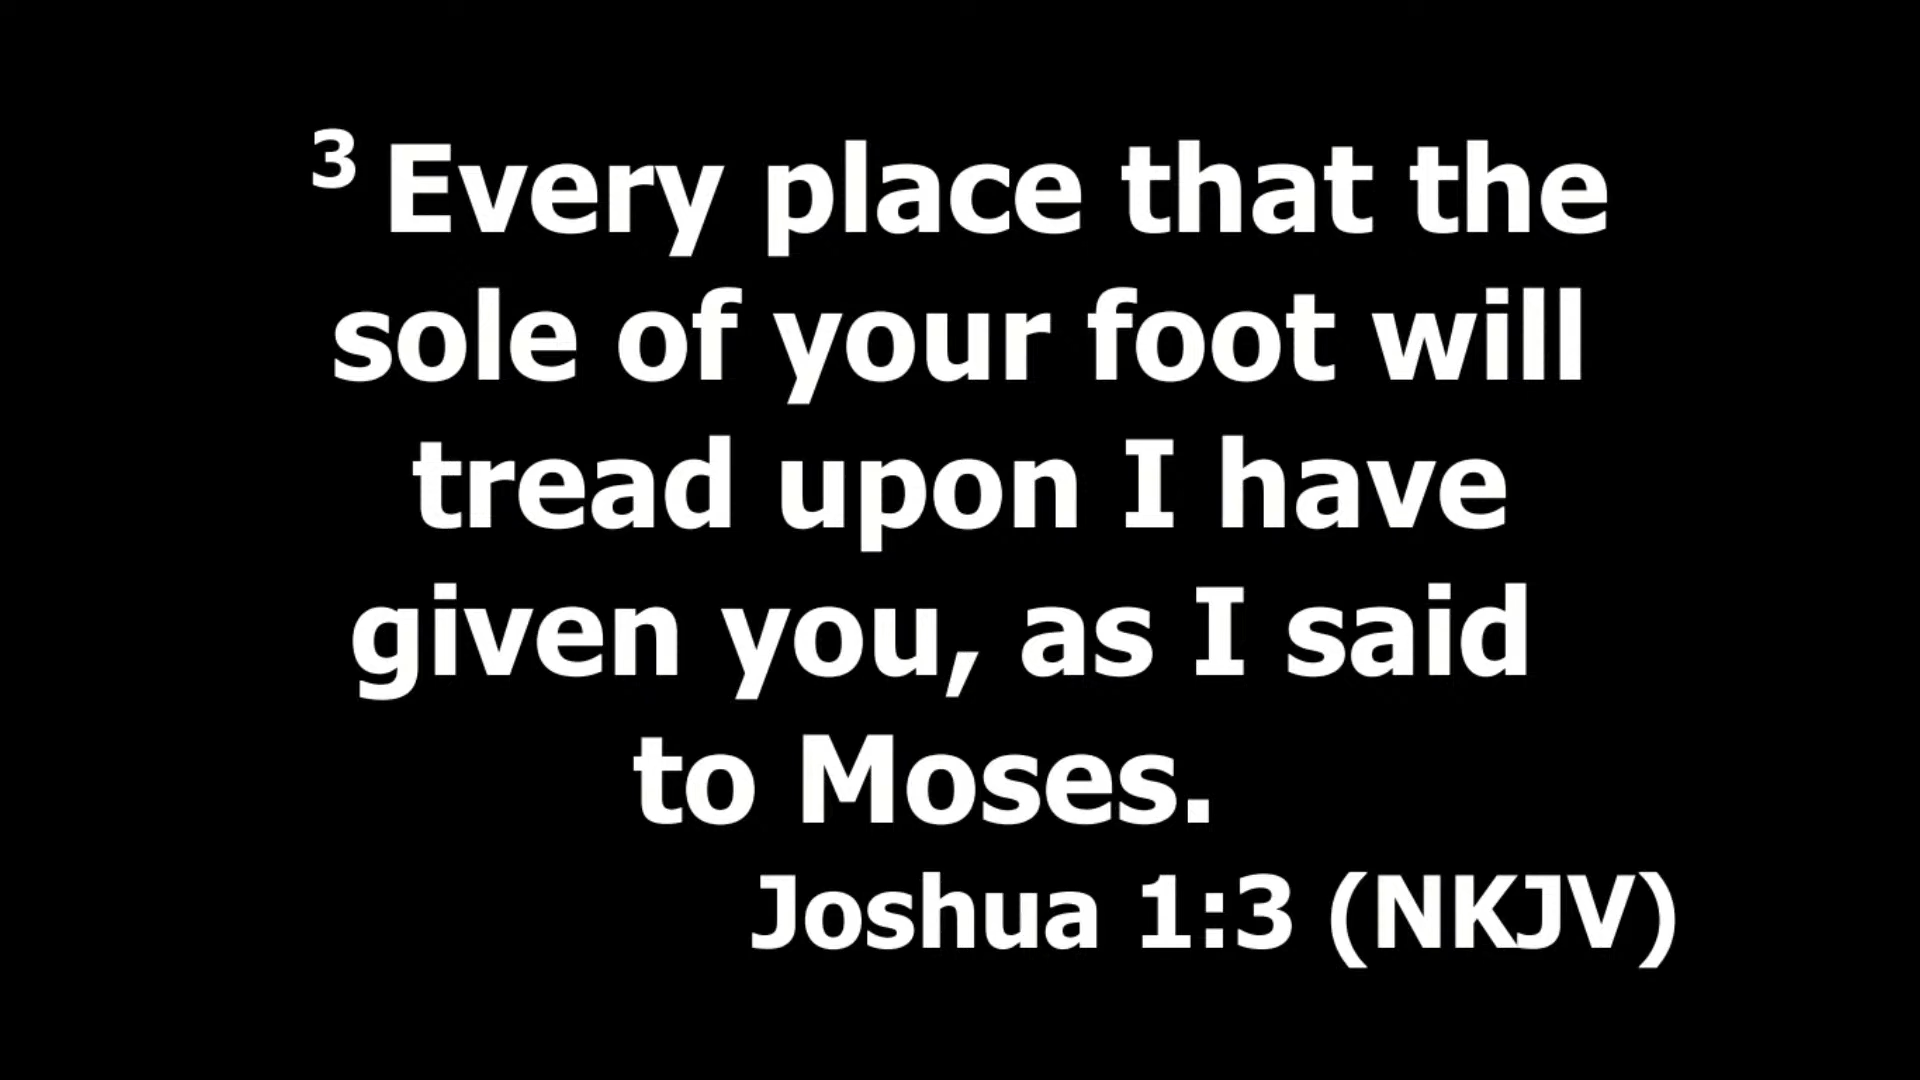 3 Every place that the
sole of your foot will
tread upon I have
given you, as I said
to Moses.
Joshua 1:3 (NKJV)